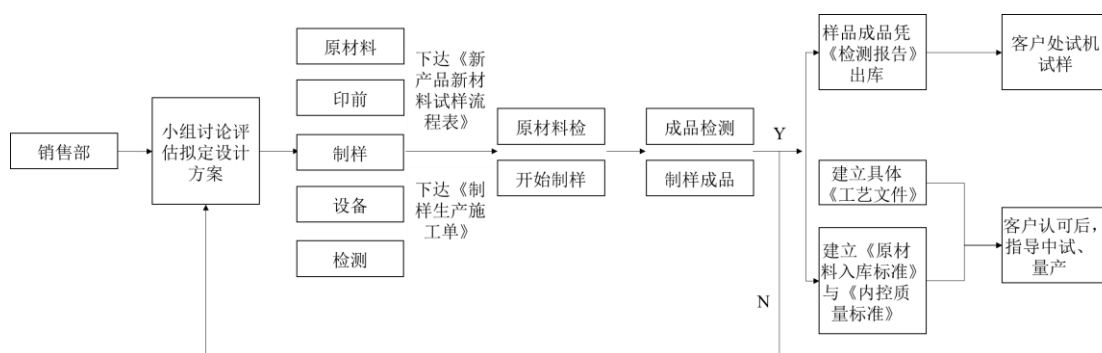 销售部
小组讨论评
估拟定设计
方案
原材料
印前
制样
设备
检测
下达《新
产品新材
料试样流
程表》
下达《制
样生产施
工单》
原材料检
开始制样
成品检测
制样成品
Y
N
样品成品凭
《检测报告》
出库
客户处试机
试样
建立具体
《工艺文件》
建立《原材
料入库标准》
与《内控质
量标准》
客户认可后，
指导中试、
量产